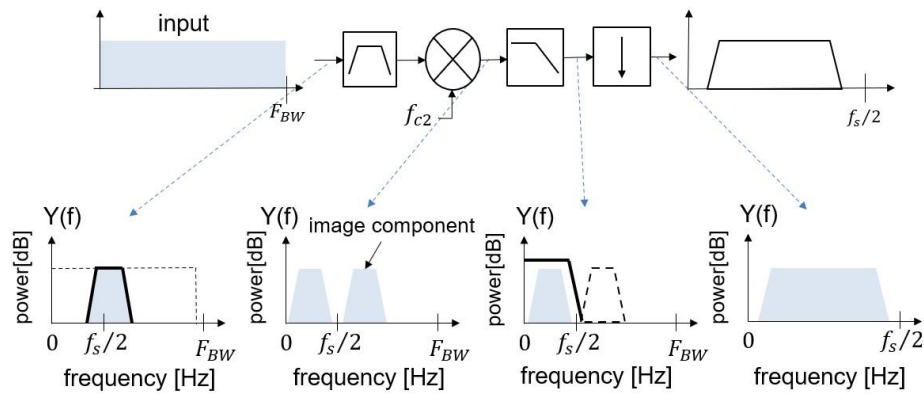 input
F_BW
f_c2
f_s/2
Y(f)
image component
power[dB]
0
f_s/2
F_BW
frequency [Hz]
Y(f)
power[dB]
0
f_s/2
F_BW
frequency [Hz]
Y(f)
power[dB]
0
f_s/2
F_BW
frequency [Hz]
Y(f)
power[dB]
0
f_s/2
frequency [Hz]